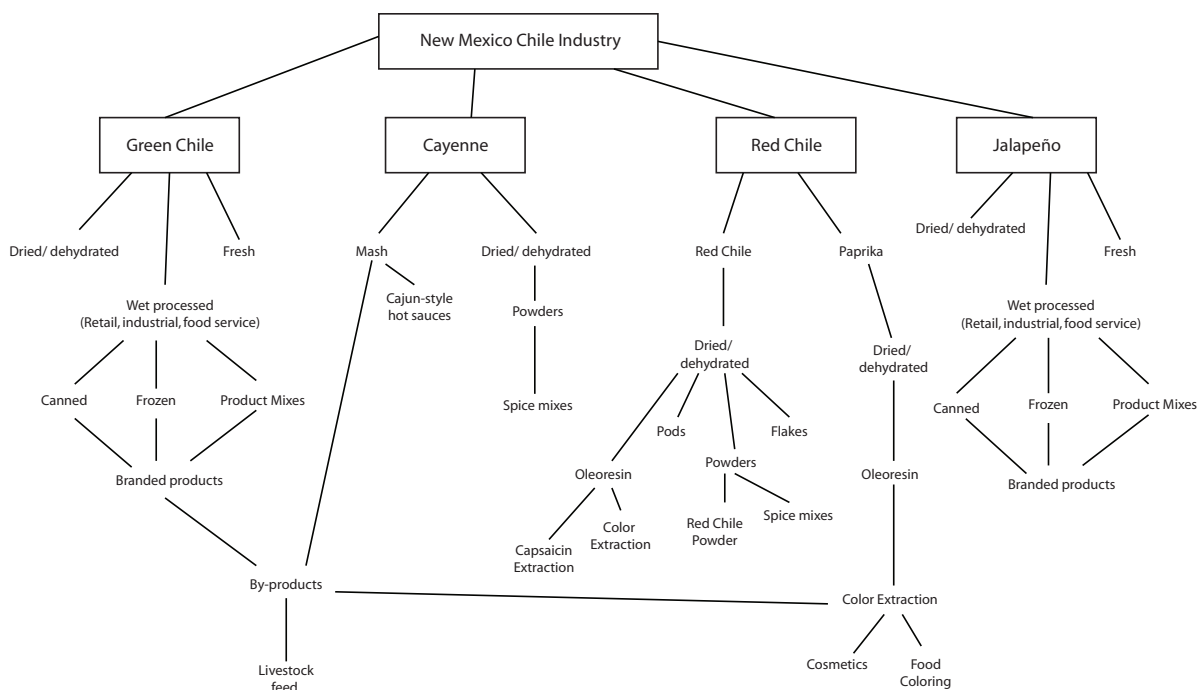 New Mexico Chile Industry
Green Chile
Cayenne
Red Chile
Jalapeño
Dried/ dehydrated
Fresh
Mash
Dried/ dehydrated
Red Chile
Paprika
Dried/ dehydrated
Fresh
Cajun-style
hot sauces
Powders
Wet processed
(Retail, industrial, food service)
Wet processed
(Retail, industrial, food service)
Dried/
dehydrated
Dried/
dehydrated
Canned
Frozen
Product Mixes
Spice mixes
Canned
Frozen
Product Mixes
Pods
Flakes
Powders
Branded products
Oleoresin
Oleoresin
Branded products
Red Chile
Powder
Spice mixes
Color
Extraction
Capsaicin
Extraction
By-products
Color Extraction
Livestock
feed
Cosmetics
Food
Coloring